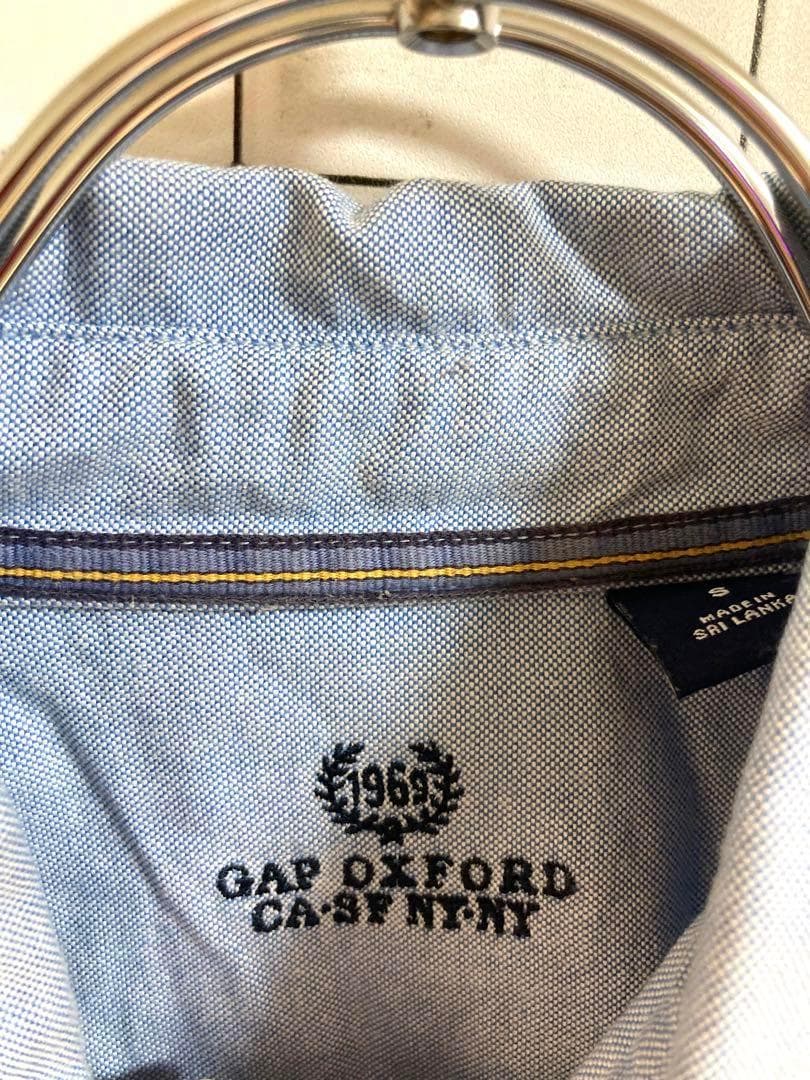 S
MADE IN
SRI LANKA
1969
GAP OXFORD
CA·SF NY·NY